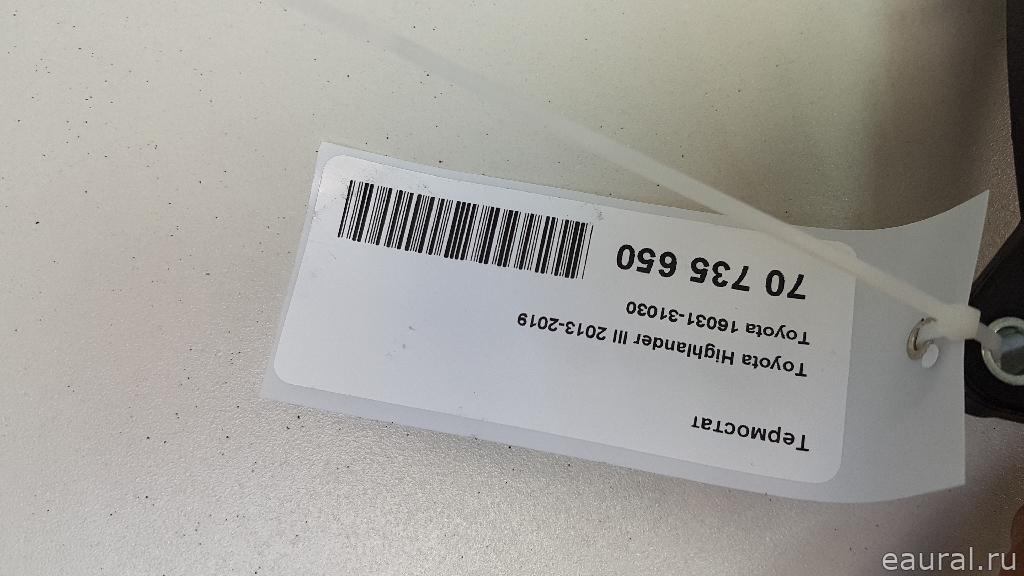 Термостат
Toyota Highlander III 2013-2019
Toyota 16031-31030
70 735 650
eaural.ru